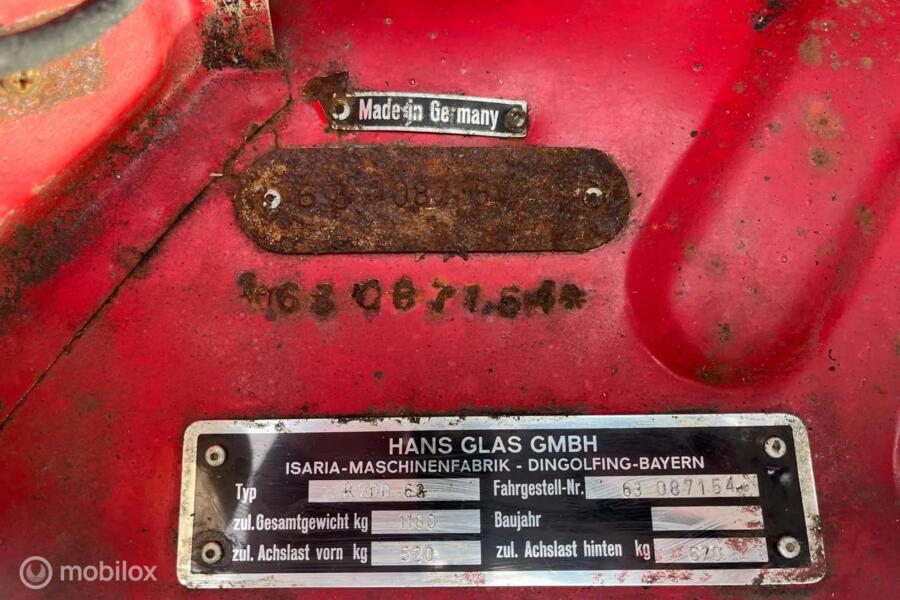 Made in Germany
*63 087154*
HANS GLAS GMBH
ISARIA-MASCHINENFABRIK - DINGOLFING-BAYERN
Typ Fahrgestell-Nr. 63 087154
zul. Gesamtgewicht kg 1180 Baujahr
zul. Achslast vorn kg 520 zul. Achslast hinten kg 670
mobilox